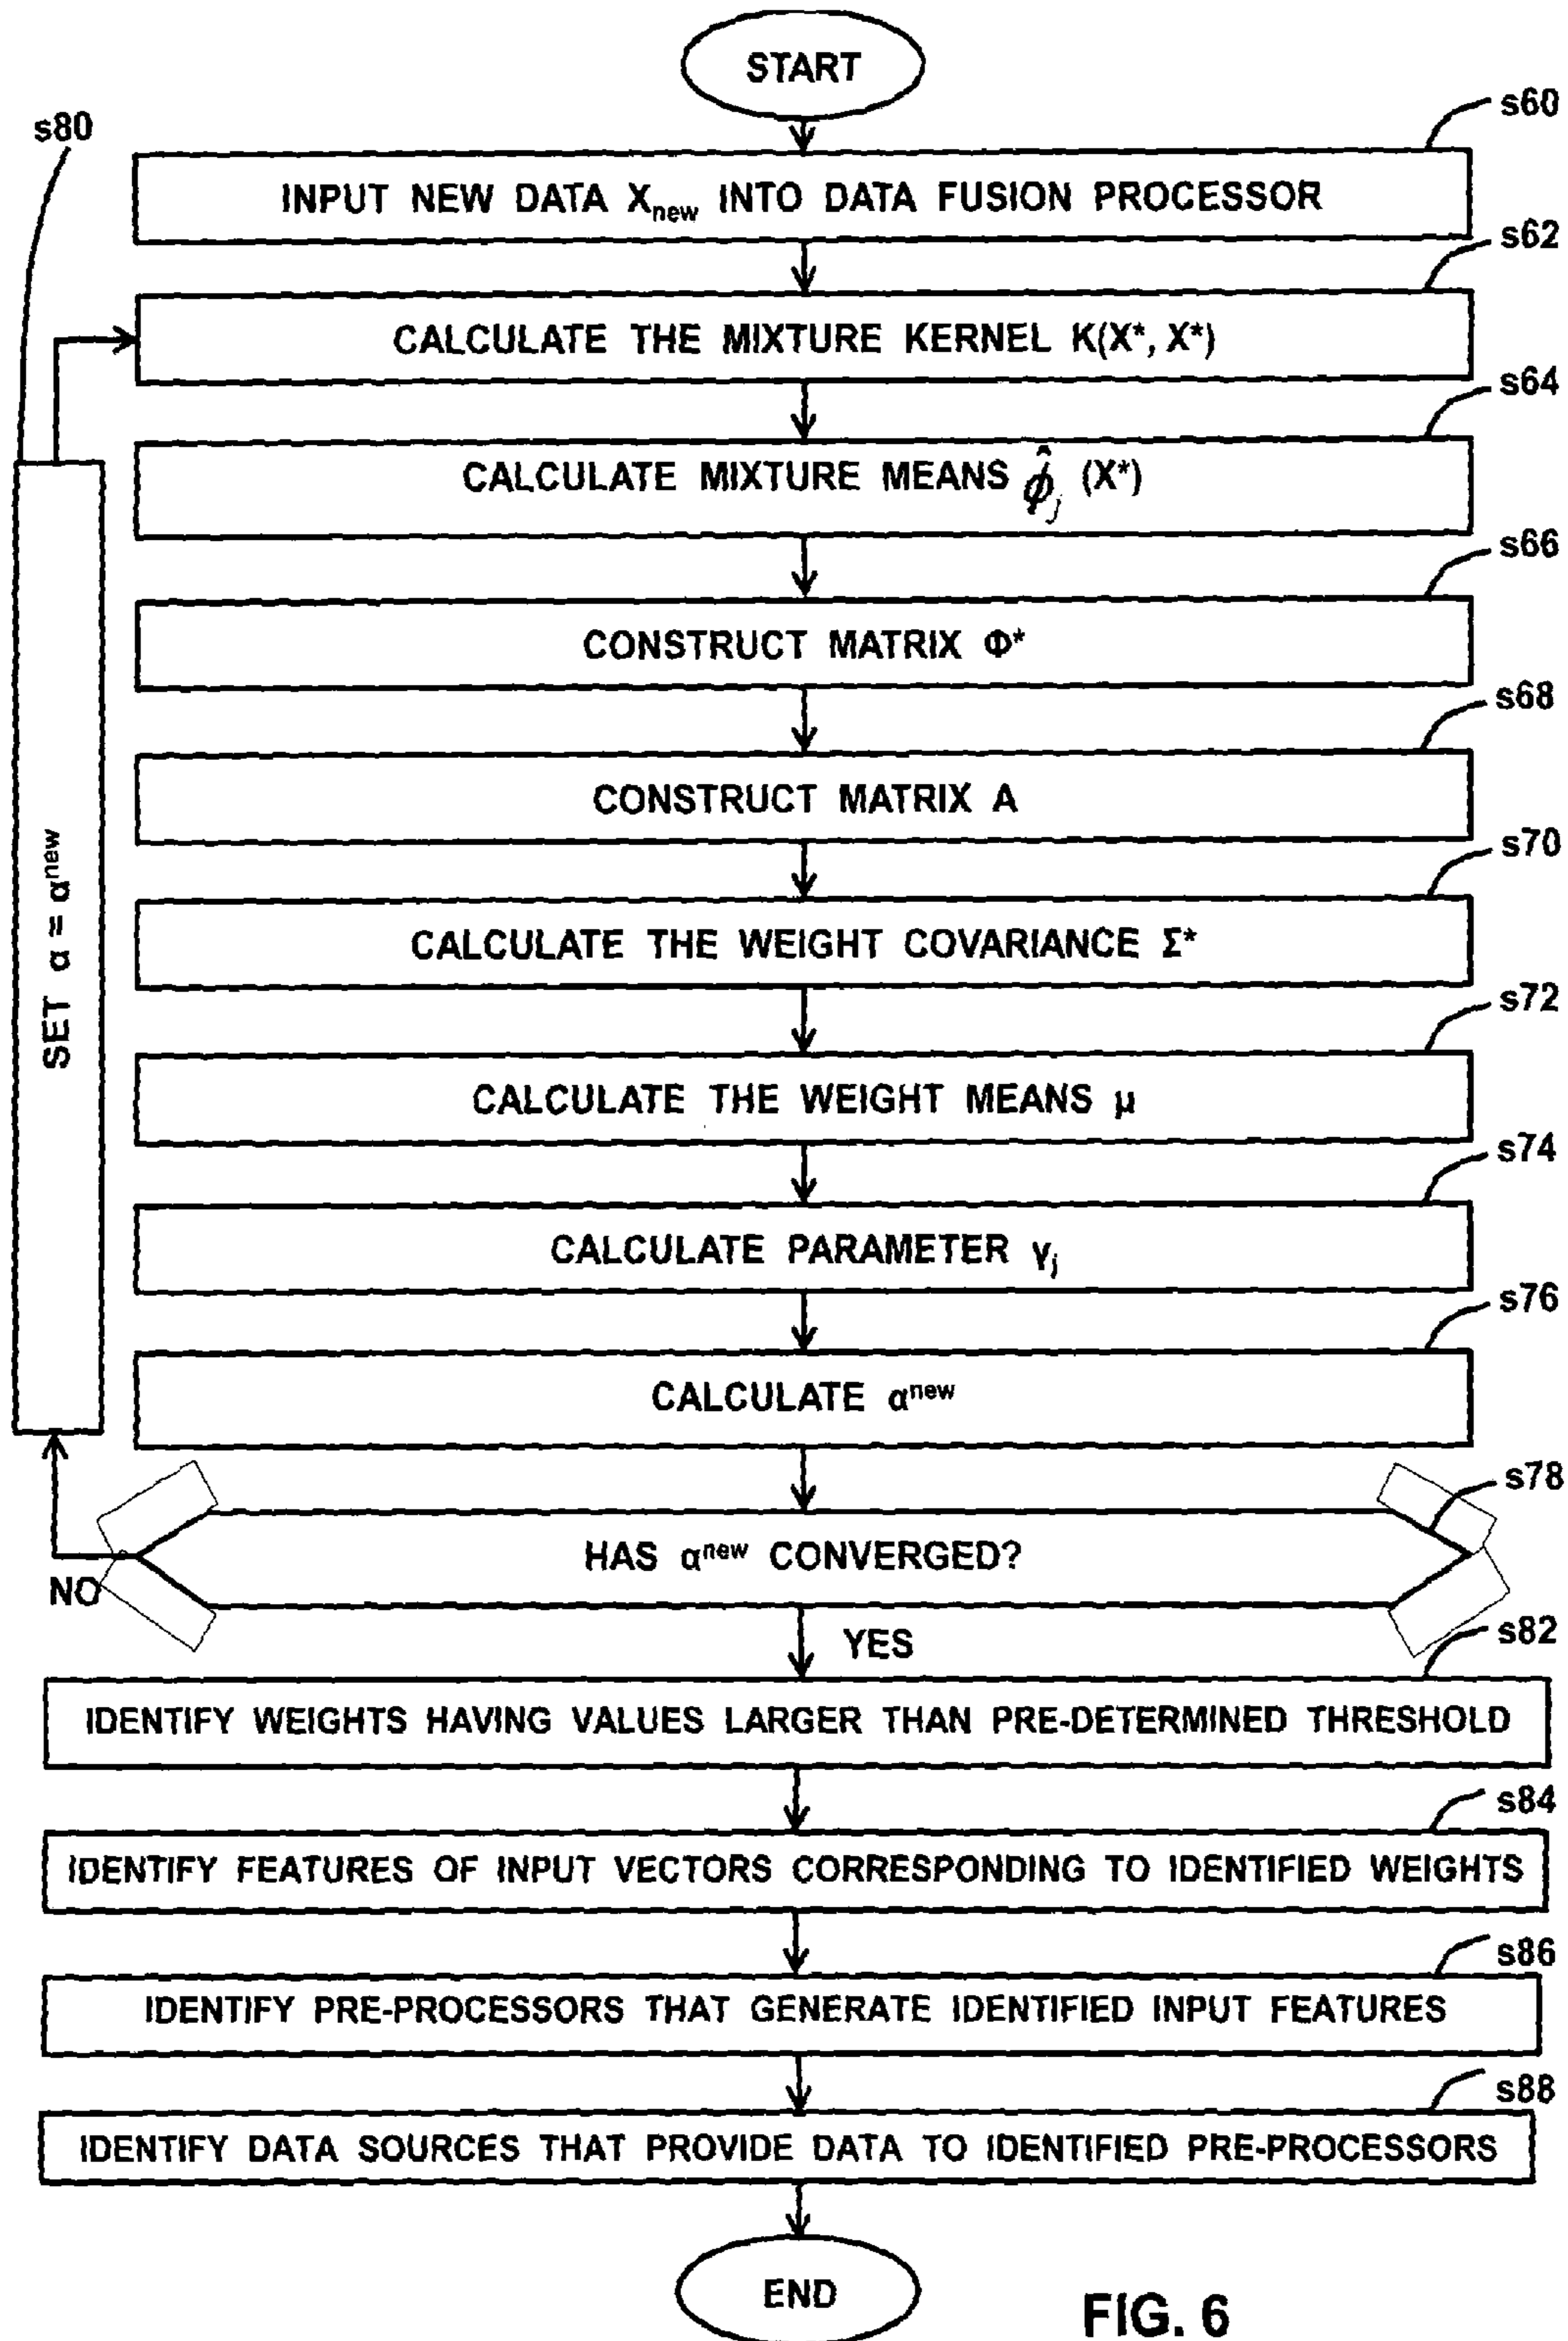 START
s60
s80
INPUT NEW DATA Xnew INTO DATA FUSION PROCESSOR
s62
CALCULATE THE MIXTURE KERNEL K(X*, X*)
s64
CALCULATE MIXTURE MEANS ϕ̂j (X*)
s66
CONSTRUCT MATRIX Φ*
s68
CONSTRUCT MATRIX A
s70
CALCULATE THE WEIGHT COVARIANCE Σ*
s72
CALCULATE THE WEIGHT MEANS μ
s74
CALCULATE PARAMETER γj
s76
CALCULATE αnew
SET α = αnew
s78
HAS αnew CONVERGED?
NO
YES
s82
IDENTIFY WEIGHTS HAVING VALUES LARGER THAN PRE-DETERMINED THRESHOLD
s84
IDENTIFY FEATURES OF INPUT VECTORS CORRESPONDING TO IDENTIFIED WEIGHTS
s86
IDENTIFY PRE-PROCESSORS THAT GENERATE IDENTIFIED INPUT FEATURES
s88
IDENTIFY DATA SOURCES THAT PROVIDE DATA TO IDENTIFIED PRE-PROCESSORS
END
FIG. 6